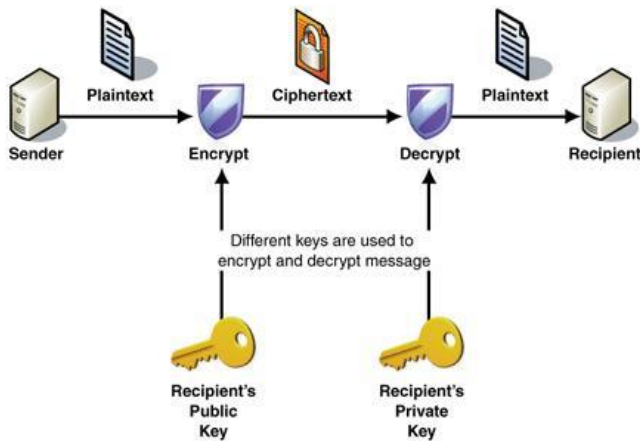 Plaintext
Ciphertext
Plaintext
Sender
Encrypt
Decrypt
Recipient
Different keys are used to
encrypt and decrypt message
Recipient's
Public
Key
Recipient's
Private
Key